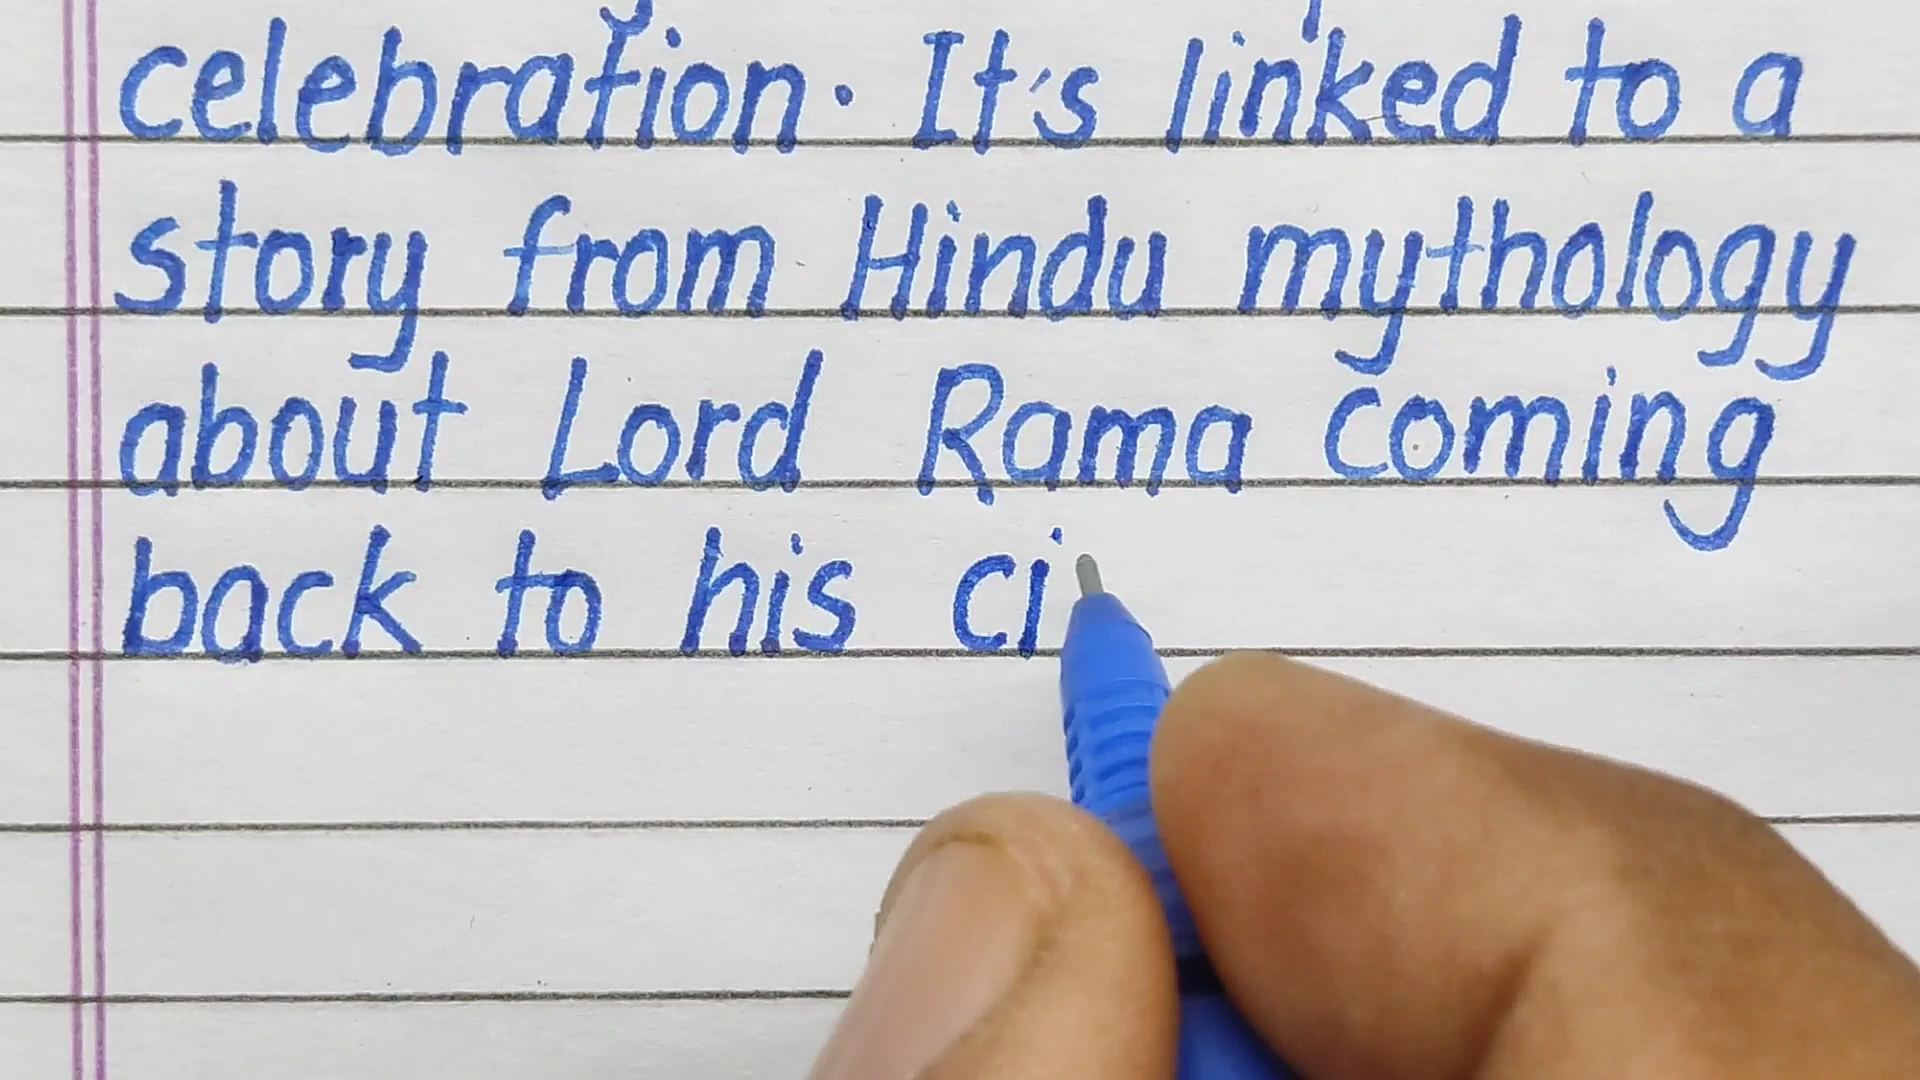 celebration. It's linked to a
story from Hindu mythology
about Lord Rama coming
back to his ci